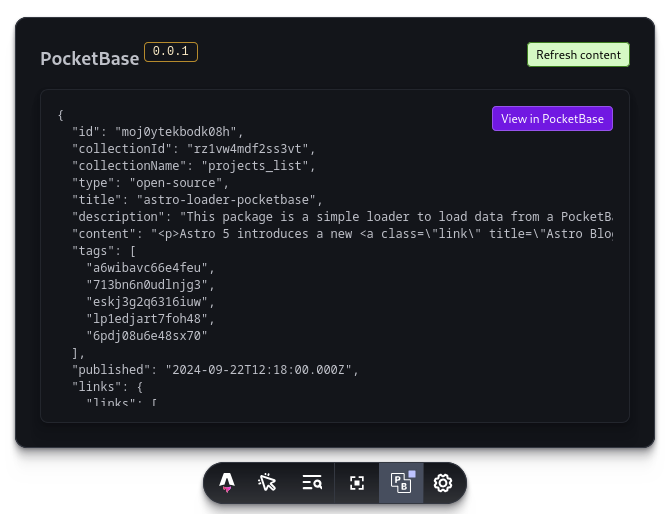 PocketBase 0.0.1
Refresh content
View in PocketBase
{
"id": "moj0ytekbodk08h",
"collectionId": "rz1vw4mdf2ss3vt",
"collectionName": "projects_list",
"type": "open-source",
"title": "astro-loader-pocketbase",
"description": "This package is a simple loader to load data from a PocketBa
"content": "<p>Astro 5 introduces a new <a class=\"link\" title=\"Astro Blog
"tags": [
"a6wibavc66e4feu",
"713bn6n0udlnjg3",
"eskj3g2q6316iuw",
"lp1edjart7foh48",
"6pdj08u6e48sx70"
],
"published": "2024-09-22T12:18:00.000Z",
"links": {
"links": [
PB